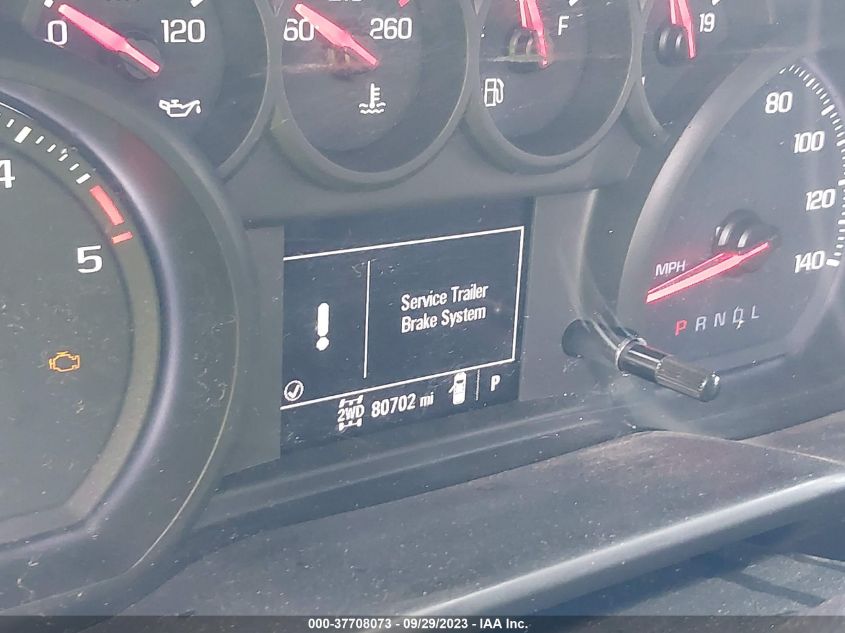 0 120
60 260
F
19
4
5
80
100
120
140
MPH
P R N D L
Service Trailer
Brake System
2WD 80702 mi P
000-37708073 - 09/29/2023 - IAA Inc.